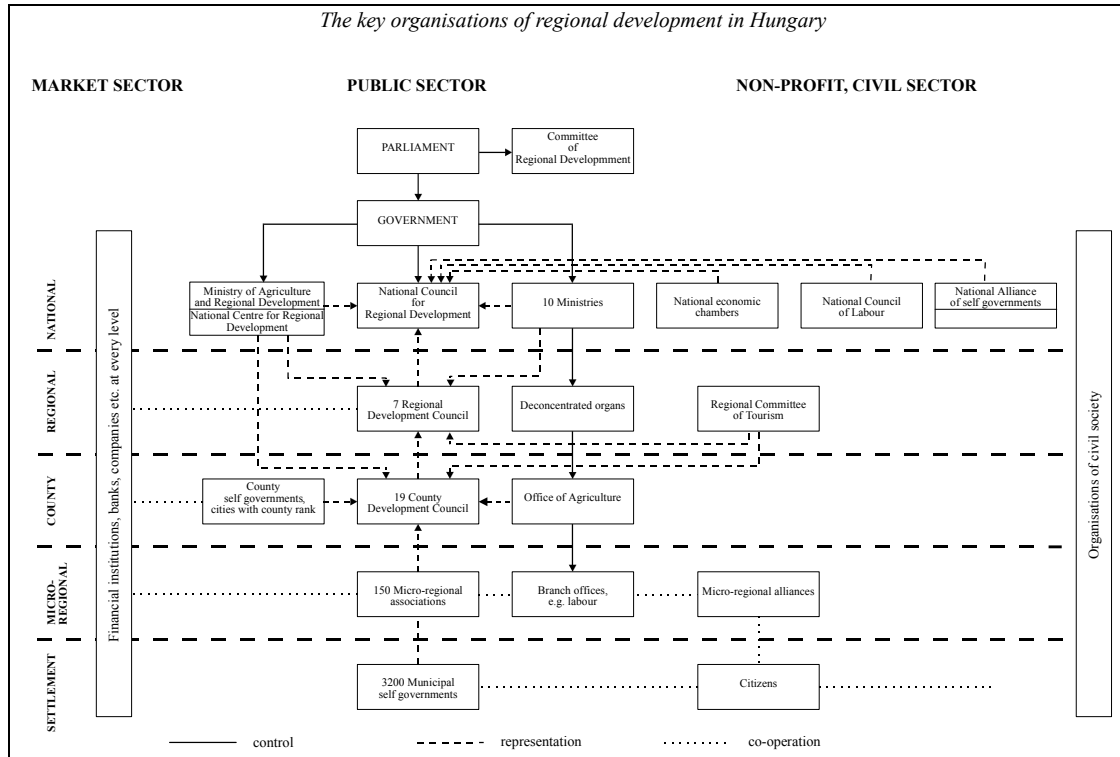 The key organisations of regional development in Hungary
MARKET SECTOR
PUBLIC SECTOR
NON-PROFIT, CIVIL SECTOR
PARLIAMENT
Committee
of
Regional Developmment
GOVERNMENT
NATIONAL
Ministry of Agriculture
and Regional Development
National Centre for Regional
Development
National Council
for
Regional Development
10 Ministries
National economic
chambers
National Council
of Labour
National Alliance
of self governments
Financial institutions, banks, companies etc. at every level
Organisations of civil society
REGIONAL
7 Regional
Development Council
Deconcentrated organs
Regional Committee
of Tourism
COUNTY
County
self governments,
cities with county rank
19 County
Development Council
Office of Agriculture
MICRO-
REGIONAL
150 Micro-regional
associations
Branch offices,
e.g. labour
Micro-regional alliances
SETTLEMENT
3200 Municipal
self governments
Citizens
control
representation
co-operation